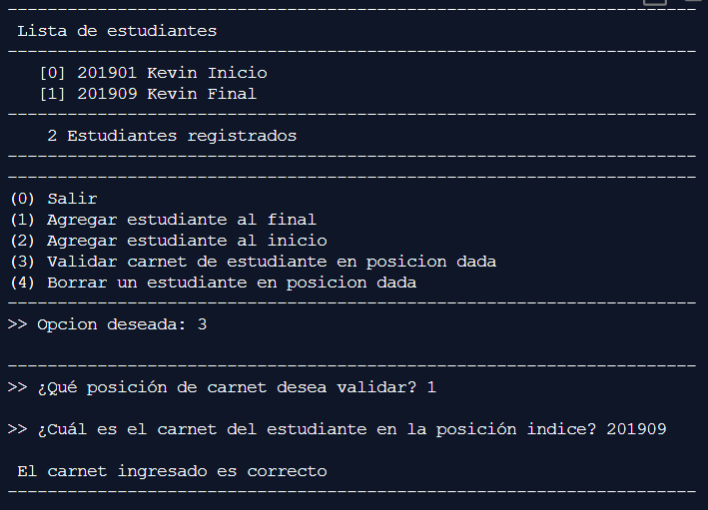 Lista de estudiantes
[0] 201901 Kevin Inicio
[1] 201909 Kevin Final
2 Estudiantes registrados
(0) Salir
(1) Agregar estudiante al final
(2) Agregar estudiante al inicio
(3) Validar carnet de estudiante en posicion dada
(4) Borrar un estudiante en posicion dada
>> Opcion deseada: 3
>> ¿Qué posición de carnet desea validar? 1
>> ¿Cuál es el carnet del estudiante en la posición indice? 201909
El carnet ingresado es correcto